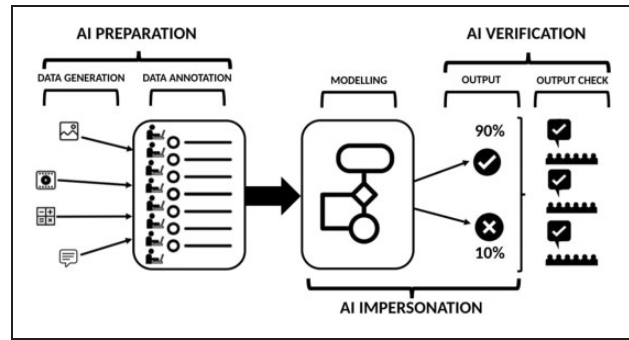 AI PREPARATION
AI VERIFICATION
DATA GENERATION
DATA ANNOTATION
MODELLING
OUTPUT
OUTPUT CHECK
90%
10%
AI IMPERSONATION